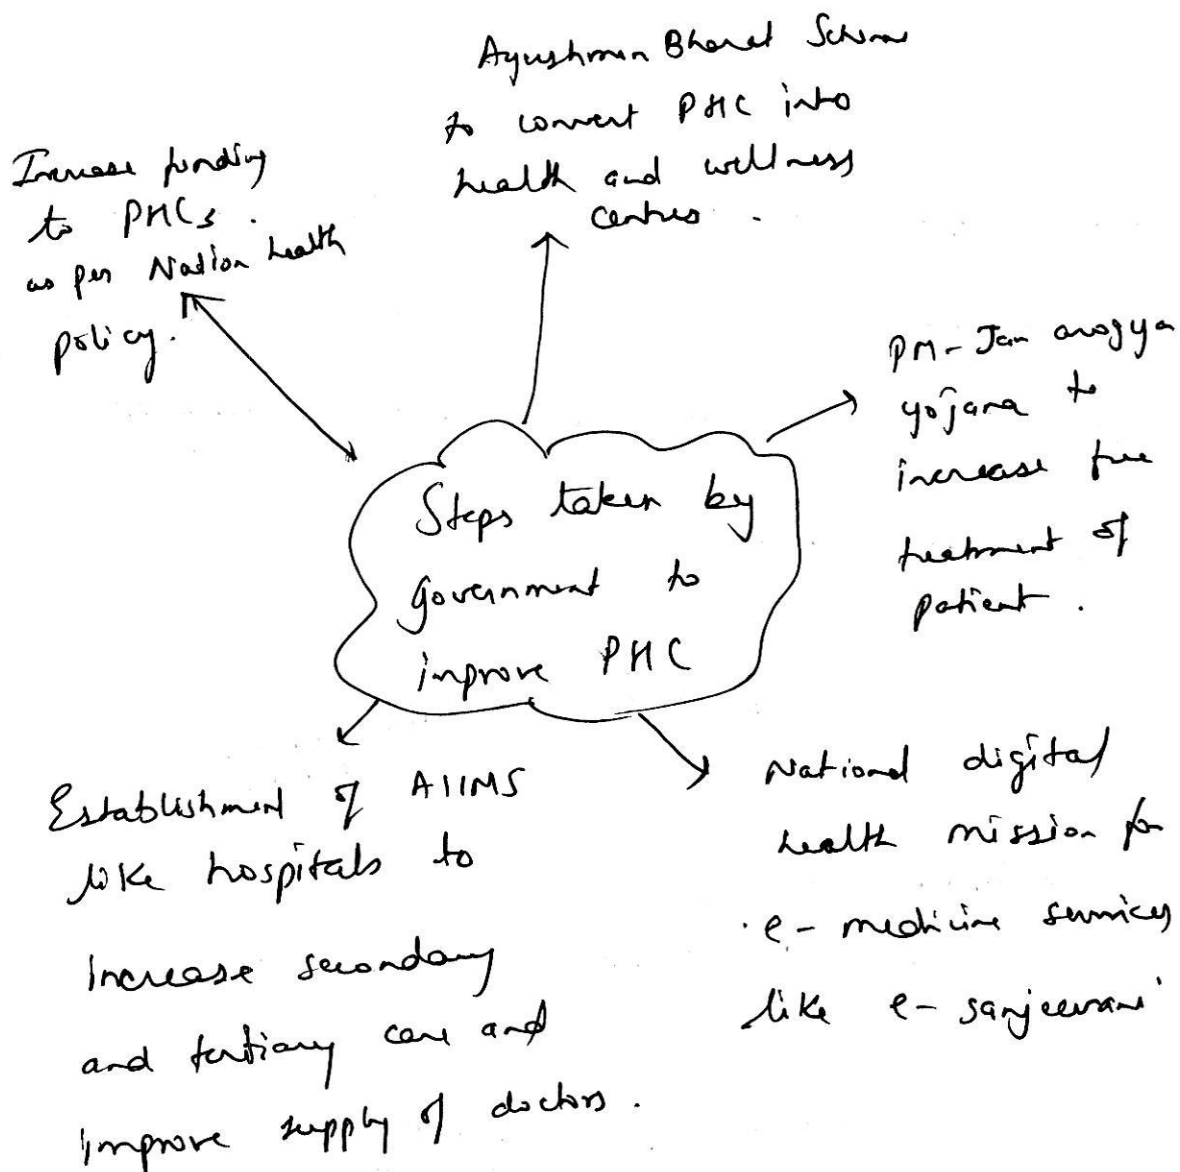 Ayushman Bharat Scheme
to convert PHC into
health and wellness
centres .
Increase funding
to PHCs .
as per Nation health
policy.
PM- Jan arogya
yojana to
increase free
treatment of
patient .
Steps taken by
government to
improve PHC
Establishment of AIIMS
like hospitals to
increase secondary
and tertiary care and
improve supply of doctors .
National digital
health mission for
e- medicine services
like e- sanjeevani